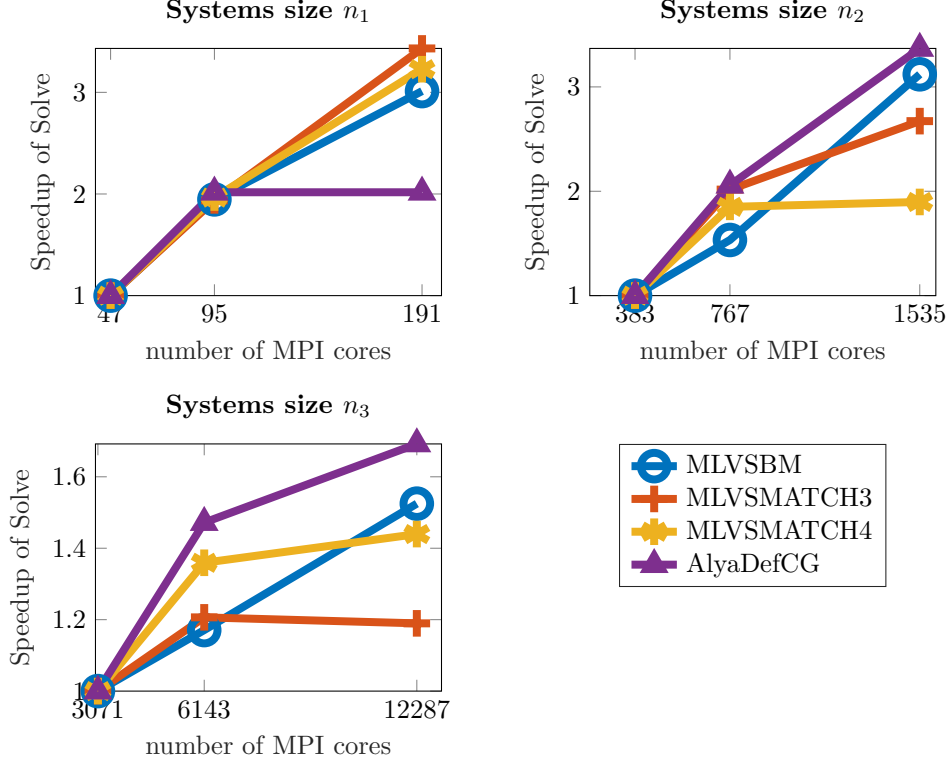 Systems size n₁
Speedup of Solve
3
2
1
47
95
191
number of MPI cores
Systems size n₂
Speedup of Solve
3
2
1
383
767
1535
number of MPI cores
Systems size n₃
Speedup of Solve
1.6
1.4
1.2
1
3071
6143
12287
number of MPI cores
MLVSBM
MLVSMATCH3
MLVSMATCH4
AlyaDefCG